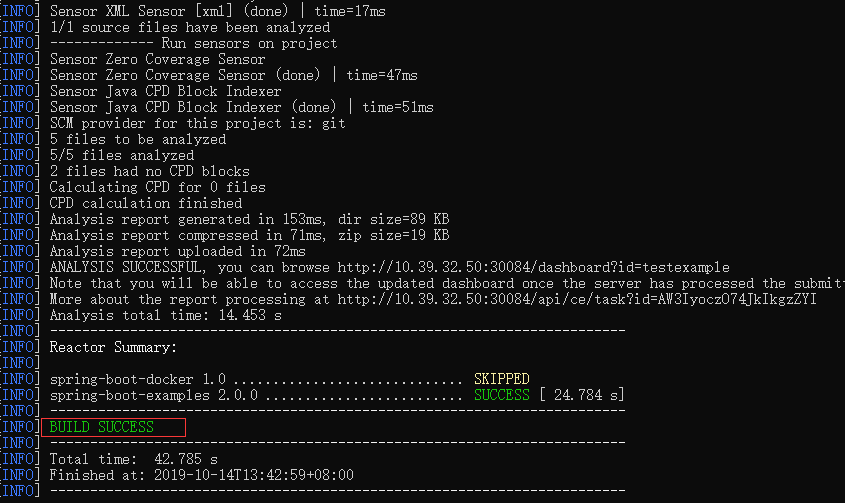 [INFO] Sensor XML Sensor [xml] (done) | time=17ms
[INFO] 1/1 source files have been analyzed
[INFO] ------------- Run sensors on project
[INFO] Sensor Zero Coverage Sensor
[INFO] Sensor Zero Coverage Sensor (done) | time=47ms
[INFO] Sensor Java CPD Block Indexer
[INFO] Sensor Java CPD Block Indexer (done) | time=51ms
[INFO] SCM provider for this project is: git
[INFO] 5 files to be analyzed
[INFO] 5/5 files analyzed
[INFO] 2 files had no CPD blocks
[INFO] Calculating CPD for 0 files
[INFO] CPD calculation finished
[INFO] Analysis report generated in 153ms, dir size=89 KB
[INFO] Analysis report compressed in 71ms, zip size=19 KB
[INFO] Analysis report uploaded in 72ms
[INFO] ANALYSIS SUCCESSFUL, you can browse http://10.39.32.50:30084/dashboard?id=testexample
[INFO] Note that you will be able to access the updated dashboard once the server has processed the submitt
[INFO] More about the report processing at http://10.39.32.50:30084/api/ce/task?id=AW3IyoczO74JkIkgzZYI
[INFO] Analysis total time: 14.453 s
[INFO] ------------------------------------------------------------------------
[INFO] Reactor Summary:
[INFO]
[INFO] spring-boot-docker 1.0 ............................. SKIPPED
[INFO] spring-boot-examples 2.0.0 ......................... SUCCESS [ 24.784 s]
[INFO] ------------------------------------------------------------------------
[INFO] BUILD SUCCESS
[INFO] ------------------------------------------------------------------------
[INFO] Total time:  42.785 s
[INFO] Finished at: 2019-10-14T13:42:59+08:00
[INFO] ------------------------------------------------------------------------